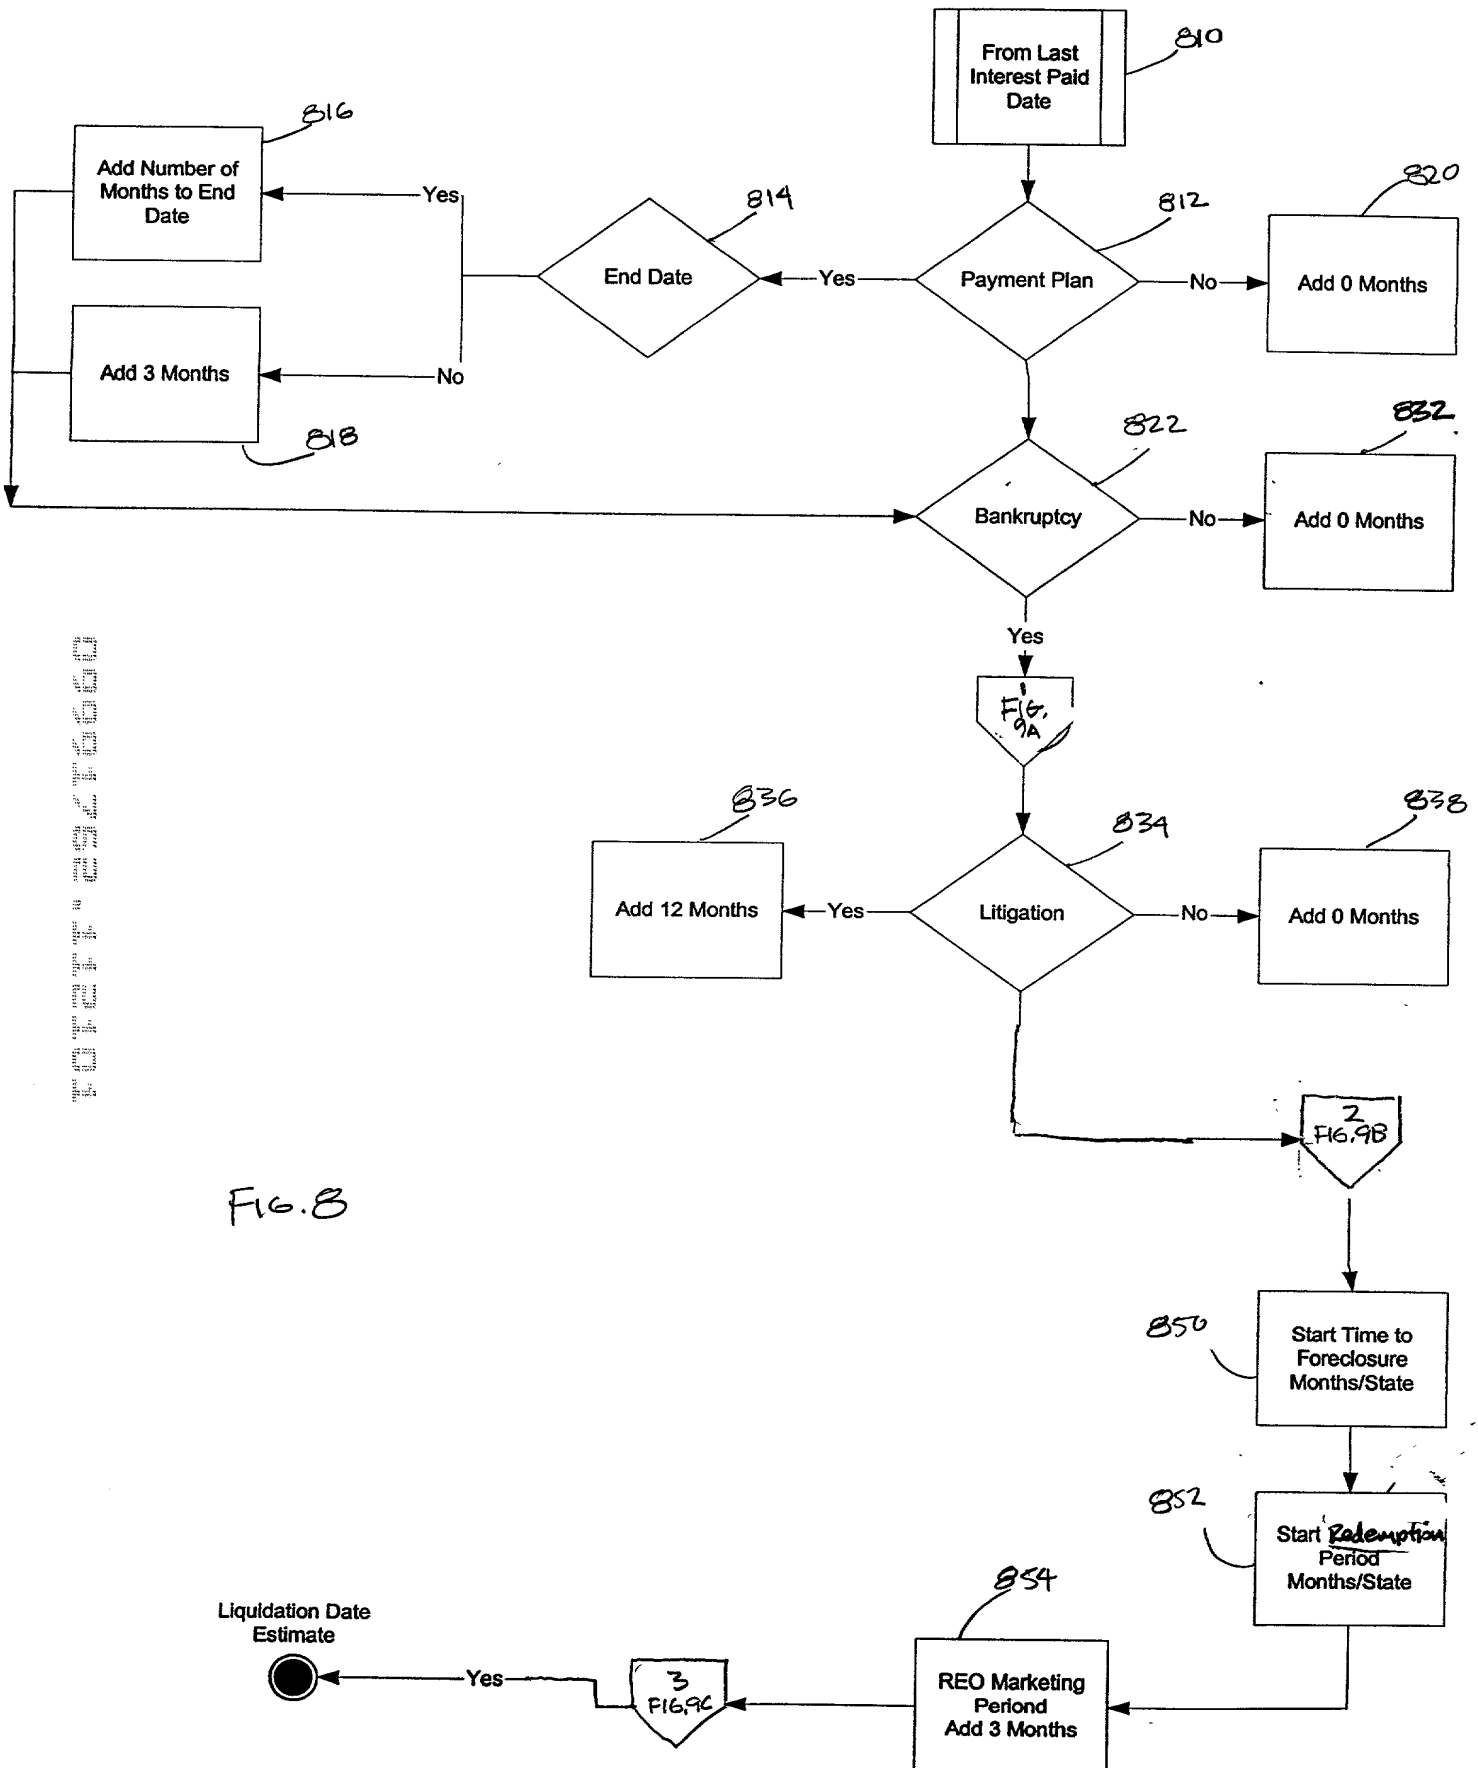 From Last
Interest Paid
Date
810
816
Add Number of
Months to End
Date
Yes
814
End Date
Yes
812
Payment Plan
No
820
Add 0 Months
Add 3 Months
No
818
822
Bankruptcy
No
832
Add 0 Months
Yes
1
FIG.
9A
836
Add 12 Months
Yes
834
Litigation
No
838
Add 0 Months
2
FIG. 9B
FIG. 8
850
Start Time to
Foreclosure
Months/State
852
Start Redemption
Period
Months/State
854
REO Marketing
Periond
Add 3 Months
3
FIG. 9C
Yes
Liquidation Date
Estimate